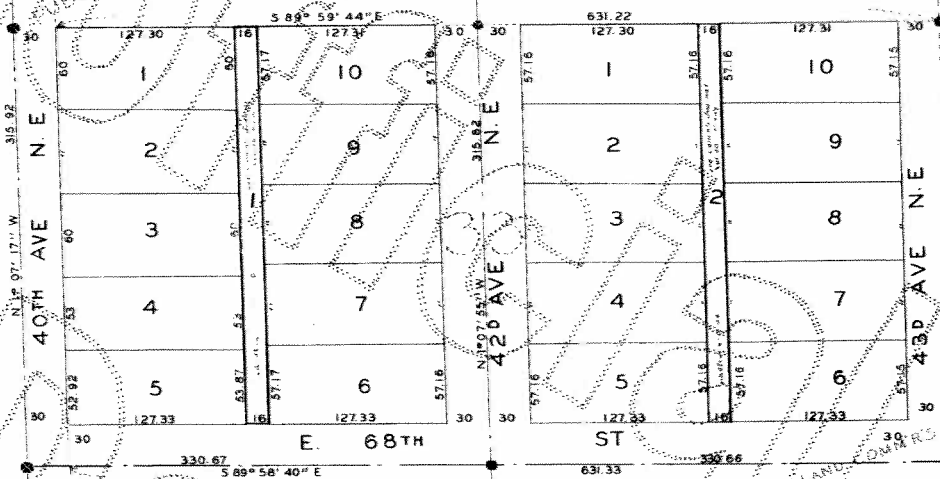 S 89° 59' 44" E 631.22
30 127.30 16 127.31 30 30 127.30 16 127.31 30
60 1 60 57.17 10 57.16 57.16 1 57.16 57.16 10 57.15
315.92 315.82
2 9 2 9
40TH AVE N E
42D AVE N. E
43D AVE N E
1 2
60 3 60 8 3 8
N 1° 07' 17" W
N 1° 07' 55" W
53 4 53 7 4 7
52.92 5 53.87 57.17 6 57.16 57.16 5 57.16 57.16 6 57.15
30 127.33 16 127.33 30 30 127.33 16 127.33 30
30 E. 68TH ST 30
330.67 330.66
S 89° 58' 40" E 631.33
LAND COMMR'S